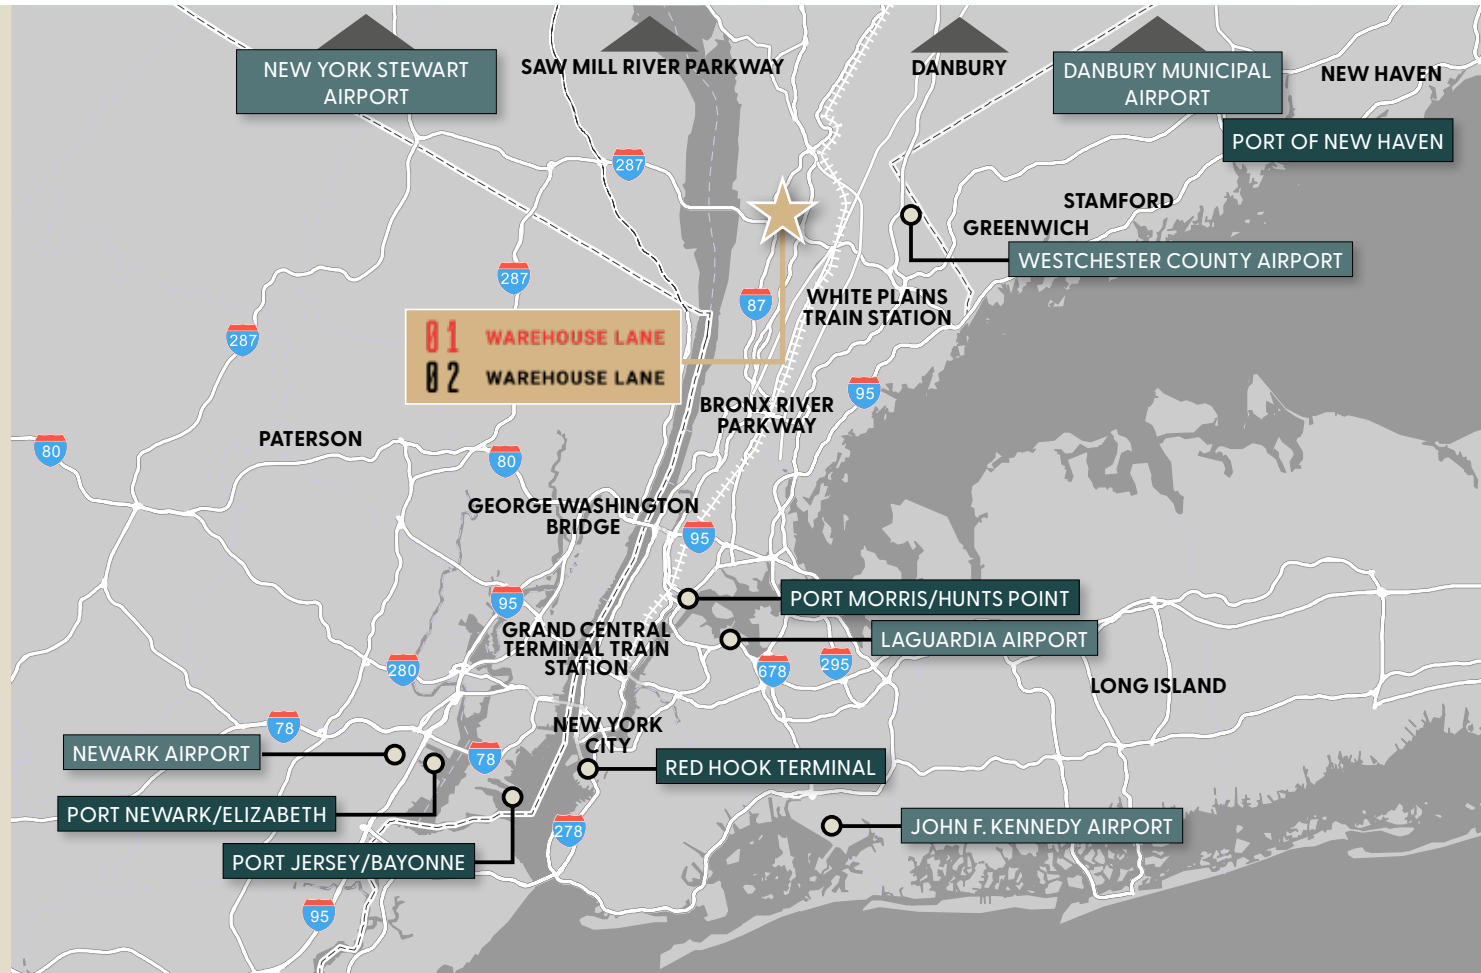 NEW YORK STEWART
AIRPORT
SAW MILL RIVER PARKWAY
DANBURY
DANBURY MUNICIPAL
AIRPORT
NEW HAVEN
PORT OF NEW HAVEN
287
STAMFORD
GREENWICH
WESTCHESTER COUNTY AIRPORT
287
87
WHITE PLAINS
TRAIN STATION
287
01 WAREHOUSE LANE
02 WAREHOUSE LANE
95
BRONX RIVER
PARKWAY
PATERSON
80
80
GEORGE WASHINGTON
BRIDGE
95
95
PORT MORRIS/HUNTS POINT
GRAND CENTRAL
TERMINAL TRAIN
STATION
LAGUARDIA AIRPORT
280
678
295
LONG ISLAND
78
NEW YORK
CITY
NEWARK AIRPORT
78
RED HOOK TERMINAL
PORT NEWARK/ELIZABETH
278
JOHN F. KENNEDY AIRPORT
PORT JERSEY/BAYONNE
95